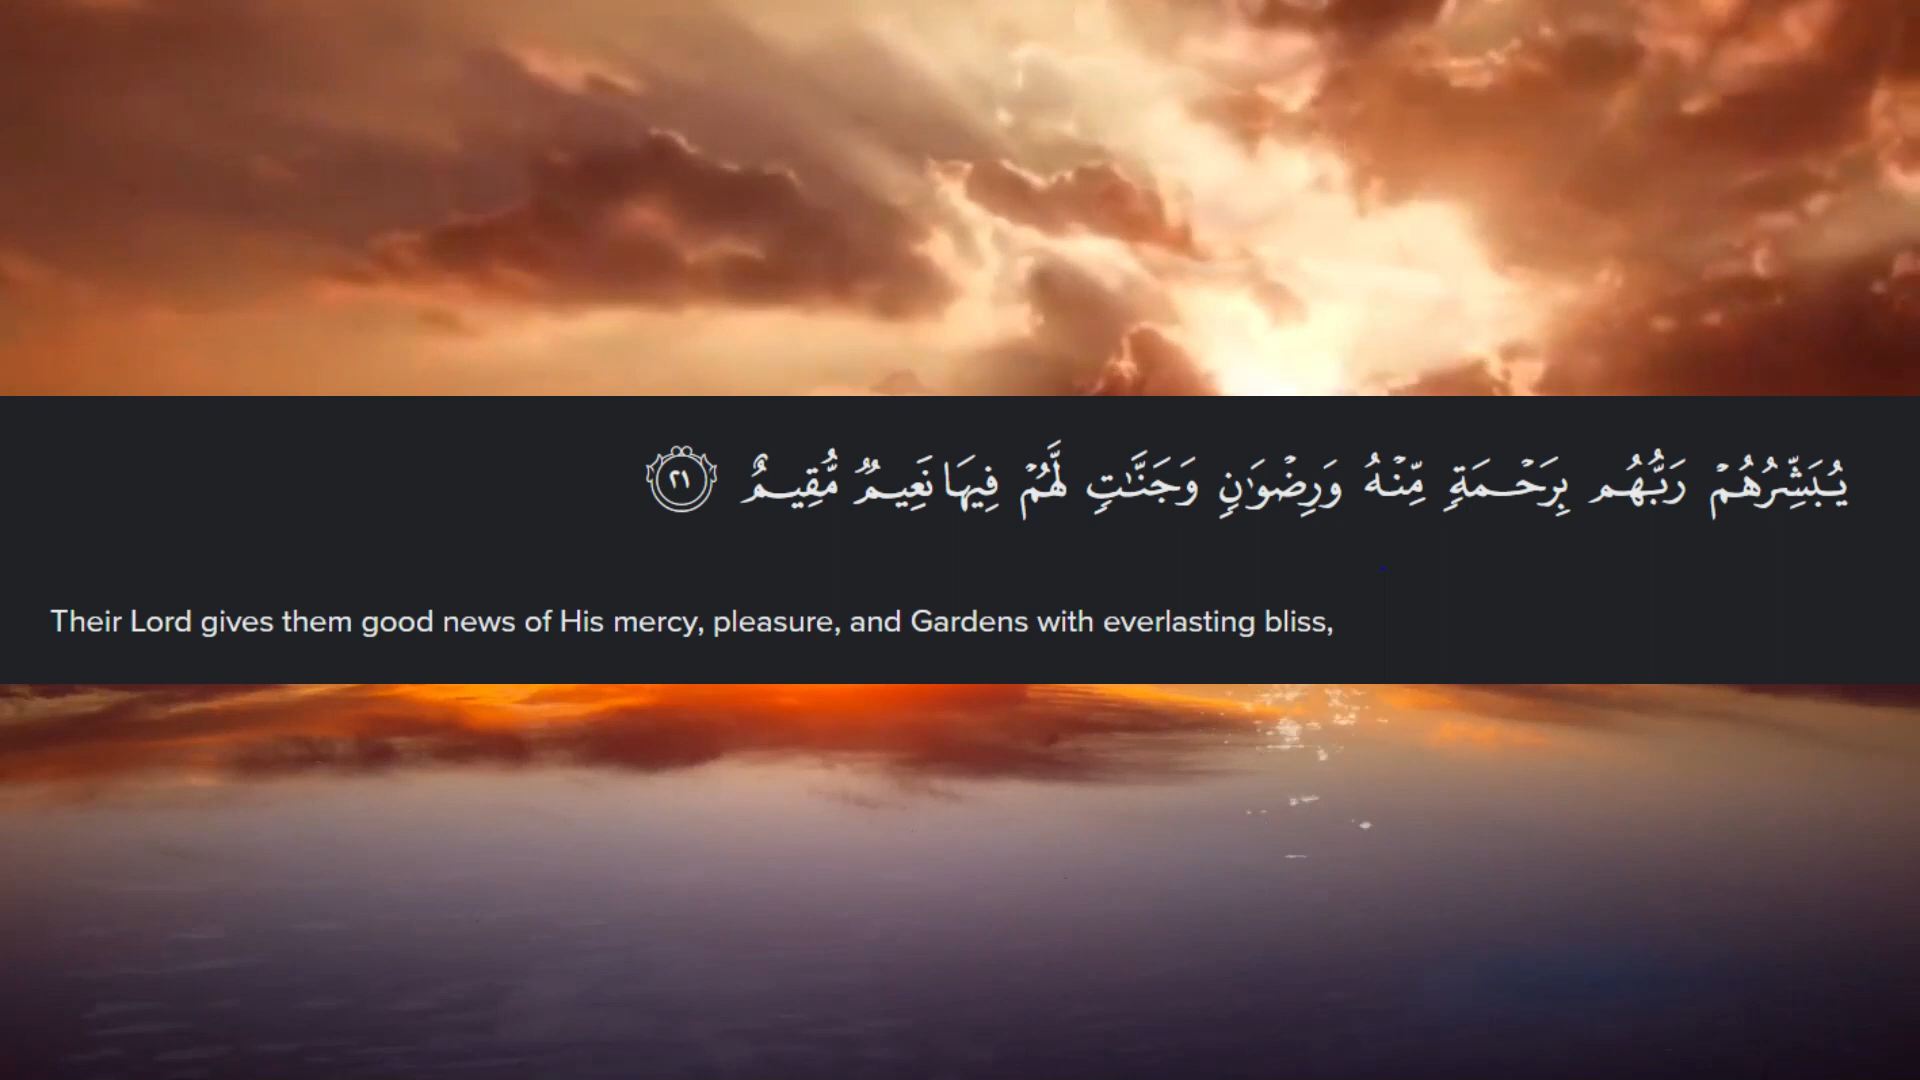 يُبَشِّرُهُمْ رَبُّهُم بِرَحْمَةٍ مِّنْهُ وَرِضْوَٰنٍ وَجَنَّـٰتٍ لَّهُمْ فِيهَا نَعِيمٌ مُّقِيمٌ ٢١
Their Lord gives them good news of His mercy, pleasure, and Gardens with everlasting bliss,